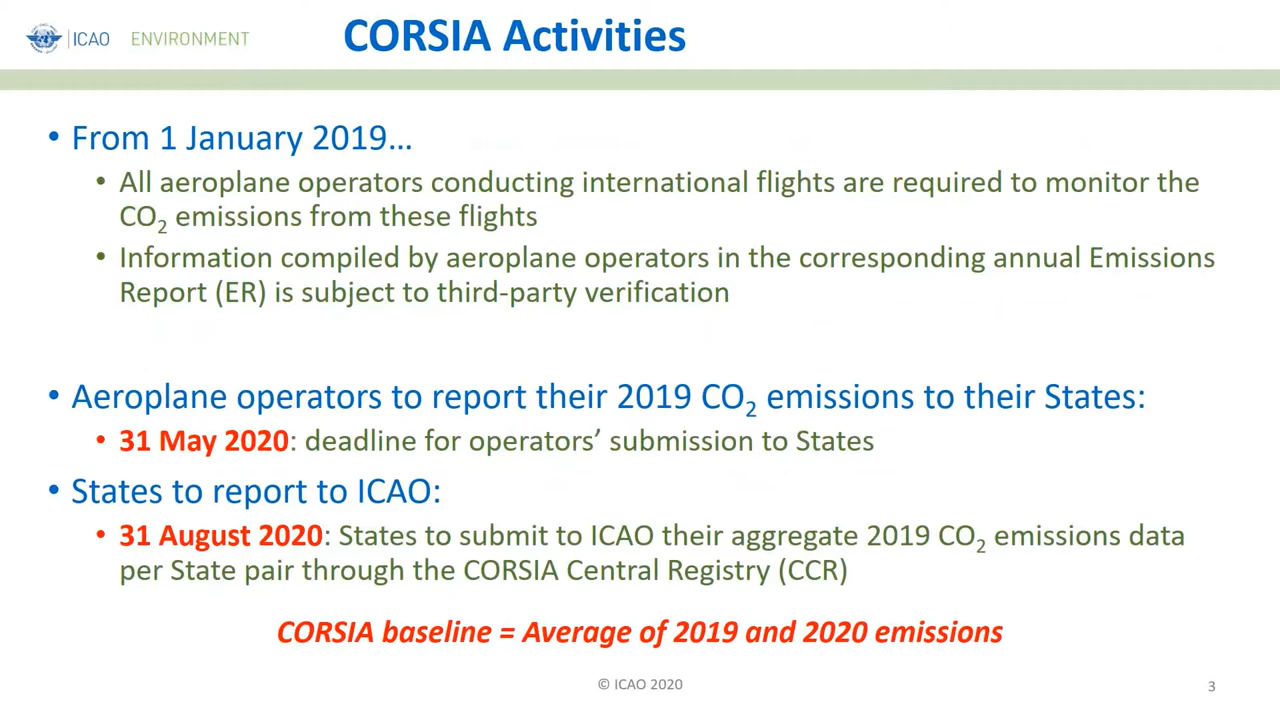 ICAO ENVIRONMENT
CORSIA Activities
• From 1 January 2019...
• All aeroplane operators conducting international flights are required to monitor the
CO₂ emissions from these flights
• Information compiled by aeroplane operators in the corresponding annual Emissions
Report (ER) is subject to third-party verification
• Aeroplane operators to report their 2019 CO₂ emissions to their States:
• 31 May 2020: deadline for operators’ submission to States
• States to report to ICAO:
• 31 August 2020: States to submit to ICAO their aggregate 2019 CO₂ emissions data
per State pair through the CORSIA Central Registry (CCR)
CORSIA baseline = Average of 2019 and 2020 emissions
© ICAO 2020
3